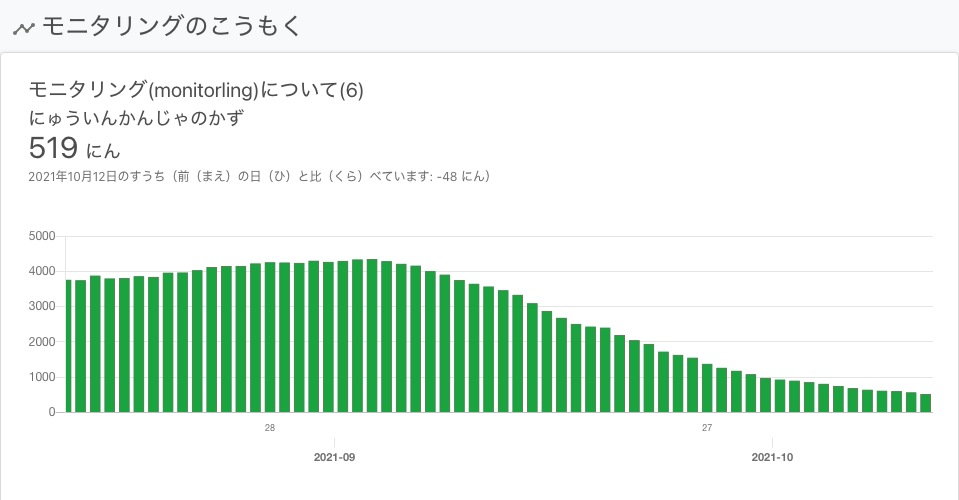 モニタリングのこうもく
モニタリング(monitorling)について(6)
にゅういんかんじゃのかず
519 にん
2021年10月12日のすうち（前（まえ）の日（ひ）と比（くら）べています: -48 にん）
5000
4000
3000
2000
1000
0
28 27
2021-09 2021-10